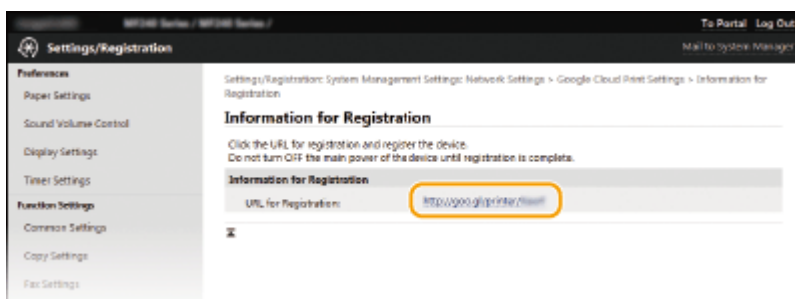 MF240 Series / MF240 Series /
To Portal Log Out
Settings/Registration
Mail to System Manager
Preferences
Paper Settings
Sound Volume Control
Display Settings
Timer Settings
Function Settings
Common Settings
Copy Settings
Fax Settings
Settings/Registration: System Management Settings: Network Settings > Google Cloud Print Settings > Information for
Registration
Information for Registration
Click the URL for registration and register the device.
Do not turn OFF the main power of the device until registration is complete.
Information for Registration
URL for Registration:
http://goo.gl/printer/